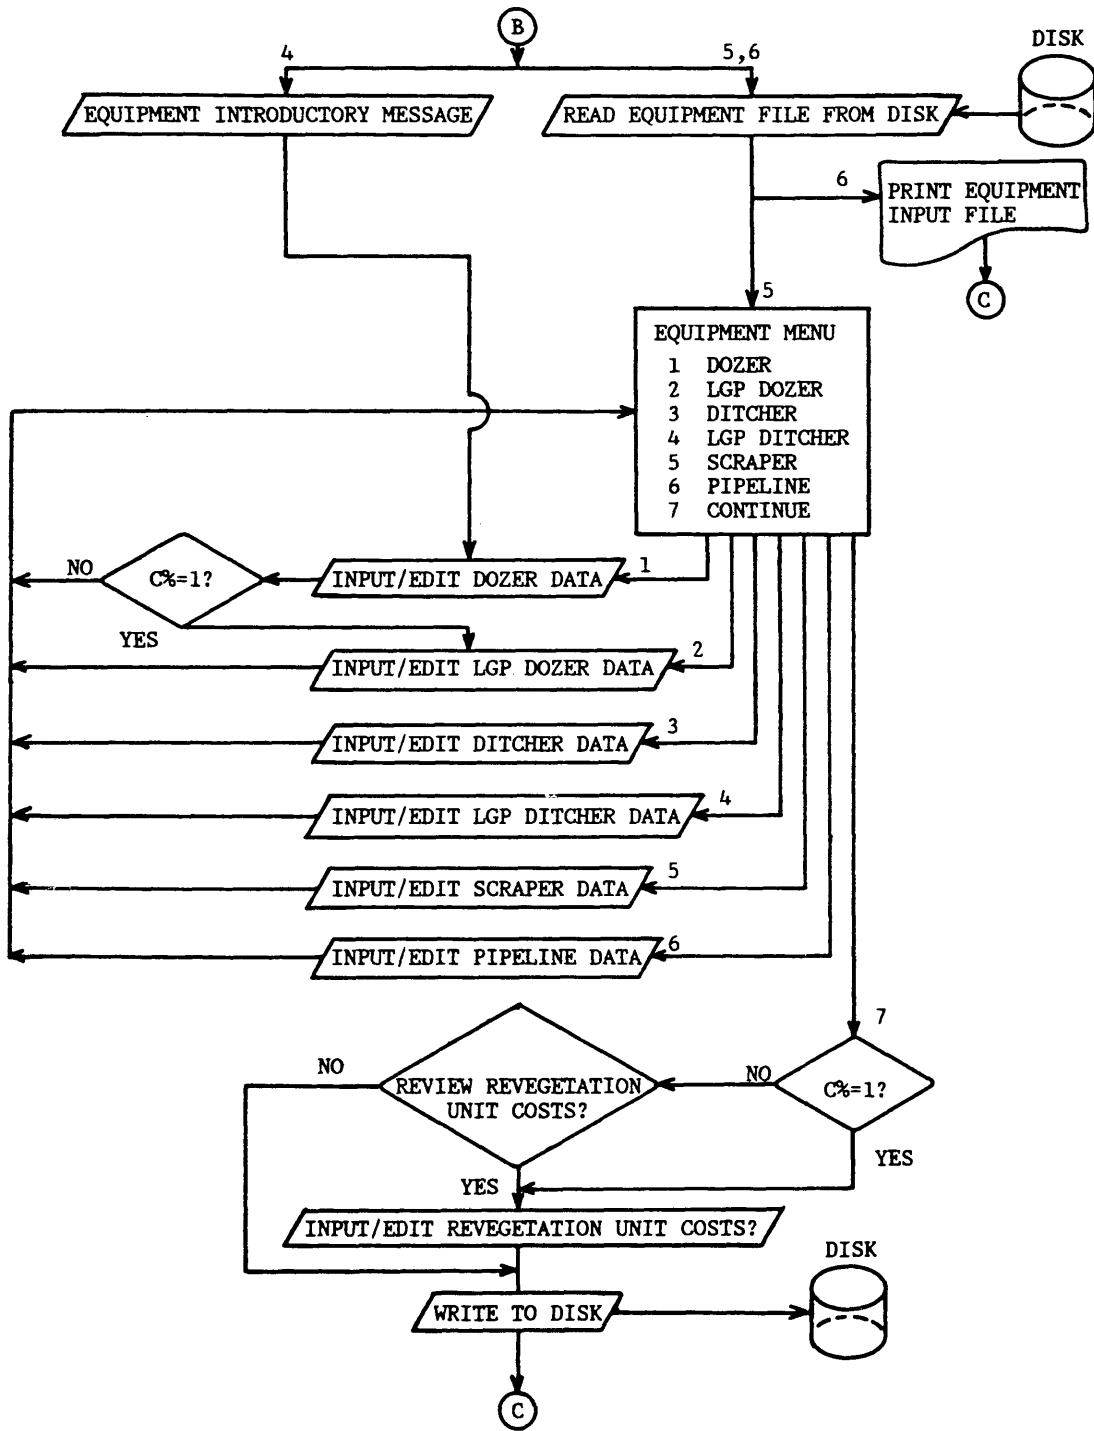 B
4
5,6
DISK
EQUIPMENT INTRODUCTORY MESSAGE
READ EQUIPMENT FILE FROM DISK
6
PRINT EQUIPMENT
INPUT FILE
C
5
EQUIPMENT MENU
1 DOZER
2 LGP DOZER
3 DITCHER
4 LGP DITCHER
5 SCRAPER
6 PIPELINE
7 CONTINUE
NO
C%=1?
INPUT/EDIT DOZER DATA
1
YES
INPUT/EDIT LGP DOZER DATA
2
INPUT/EDIT DITCHER DATA
3
INPUT/EDIT LGP DITCHER DATA
4
INPUT/EDIT SCRAPER DATA
5
INPUT/EDIT PIPELINE DATA
6
7
NO
REVIEW REVEGETATION
UNIT COSTS?
NO
C%=1?
YES
YES
INPUT/EDIT REVEGETATION UNIT COSTS?
DISK
WRITE TO DISK
C